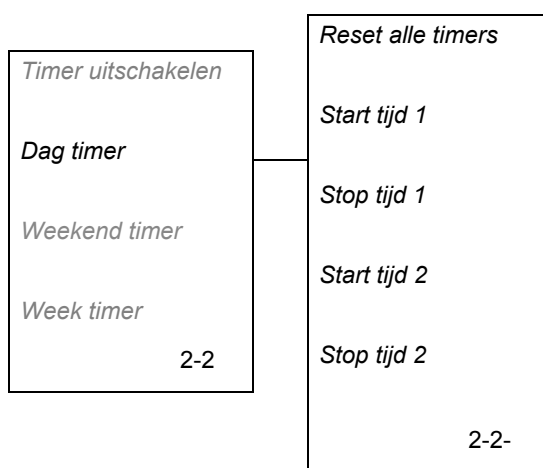 Timer uitschakelen
Dag timer
Weekend timer
Week timer
2-2
Reset alle timers
Start tijd 1
Stop tijd 1
Start tijd 2
Stop tijd 2
2-2-